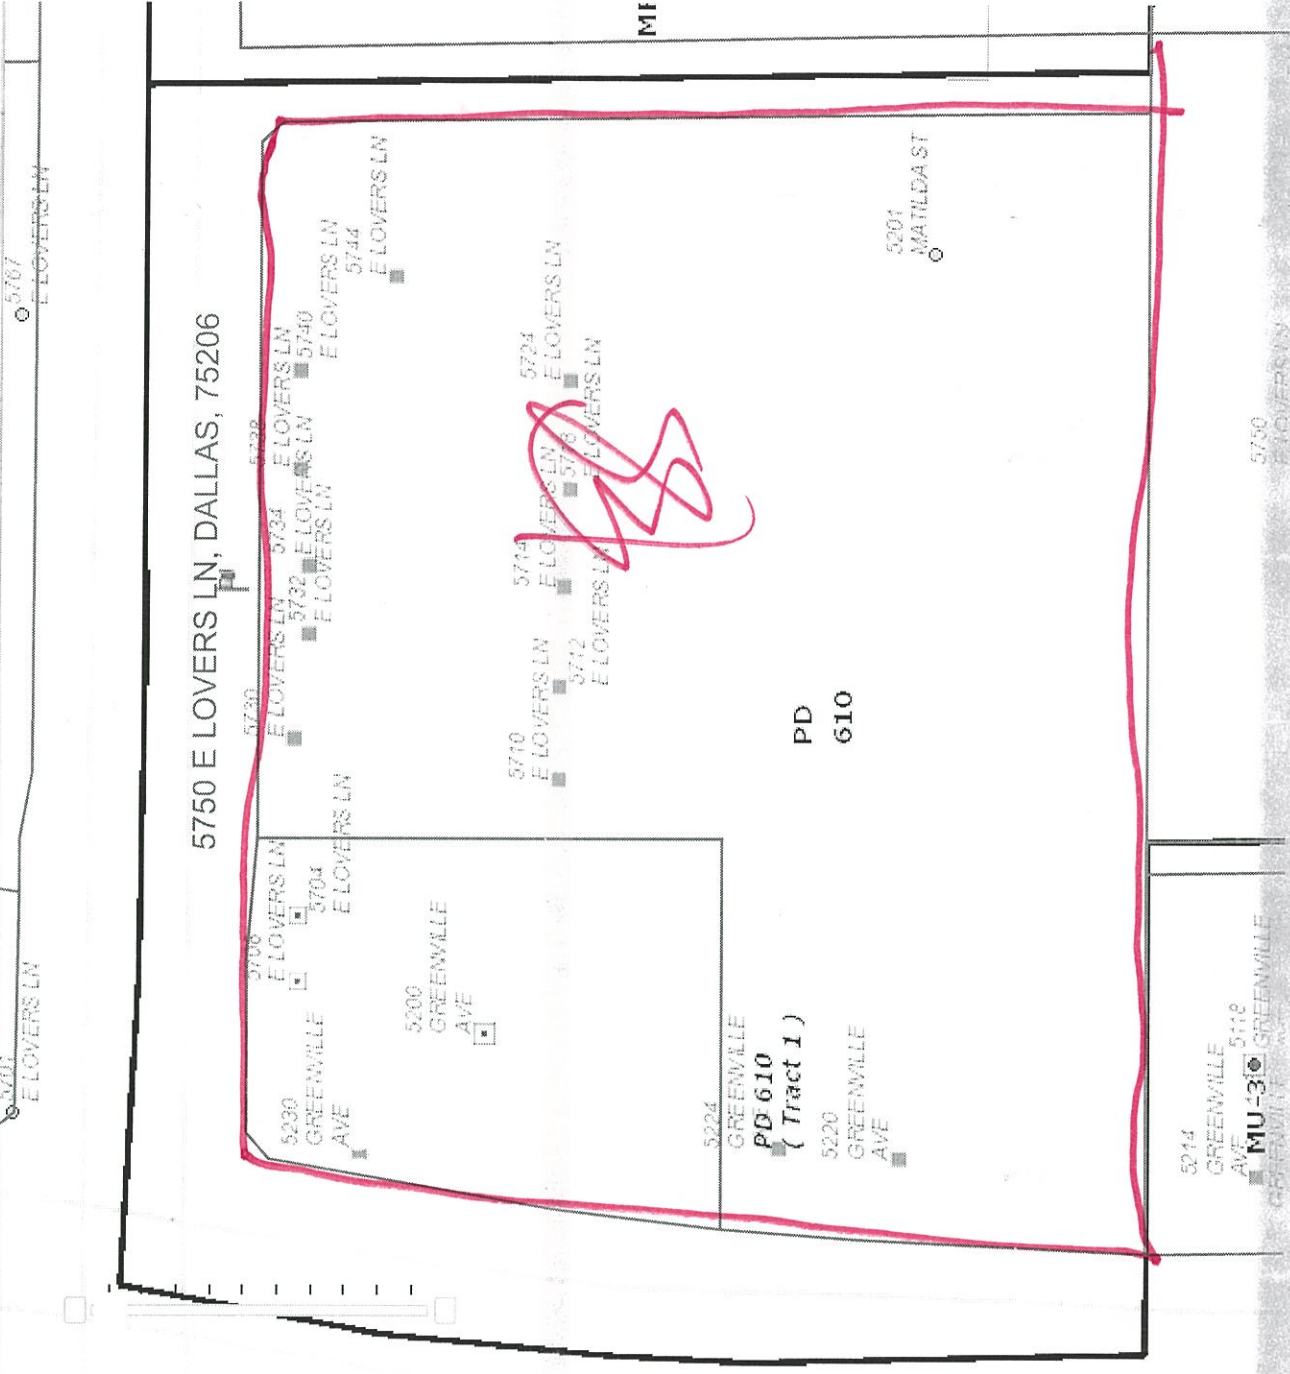 MF
5767
E LOVERS LN
5750 E LOVERS LN, DALLAS, 75206
5744
E LOVERS LN
5740
E LOVERS LN
5738
E LOVERS LN
5734
E LOVERS LN
5732
E LOVERS LN
5730
E LOVERS LN
5724
E LOVERS LN
5718
E LOVERS LN
5714
E LOVERS LN
5712
E LOVERS LN
5710
E LOVERS LN
5201
MATILDA ST
PD
610
5704
E LOVERS LN
5706
E LOVERS LN
5200
GREENVILLE
AVE
5230
GREENVILLE
AVE
5224
GREENVILLE
PD 610
( Tract 1 )
5220
GREENVILLE
AVE
5750
E LOVERS LN
5214
GREENVILLE
AVE
MU-3
5118
GREENVILLE
E LOVERS LN